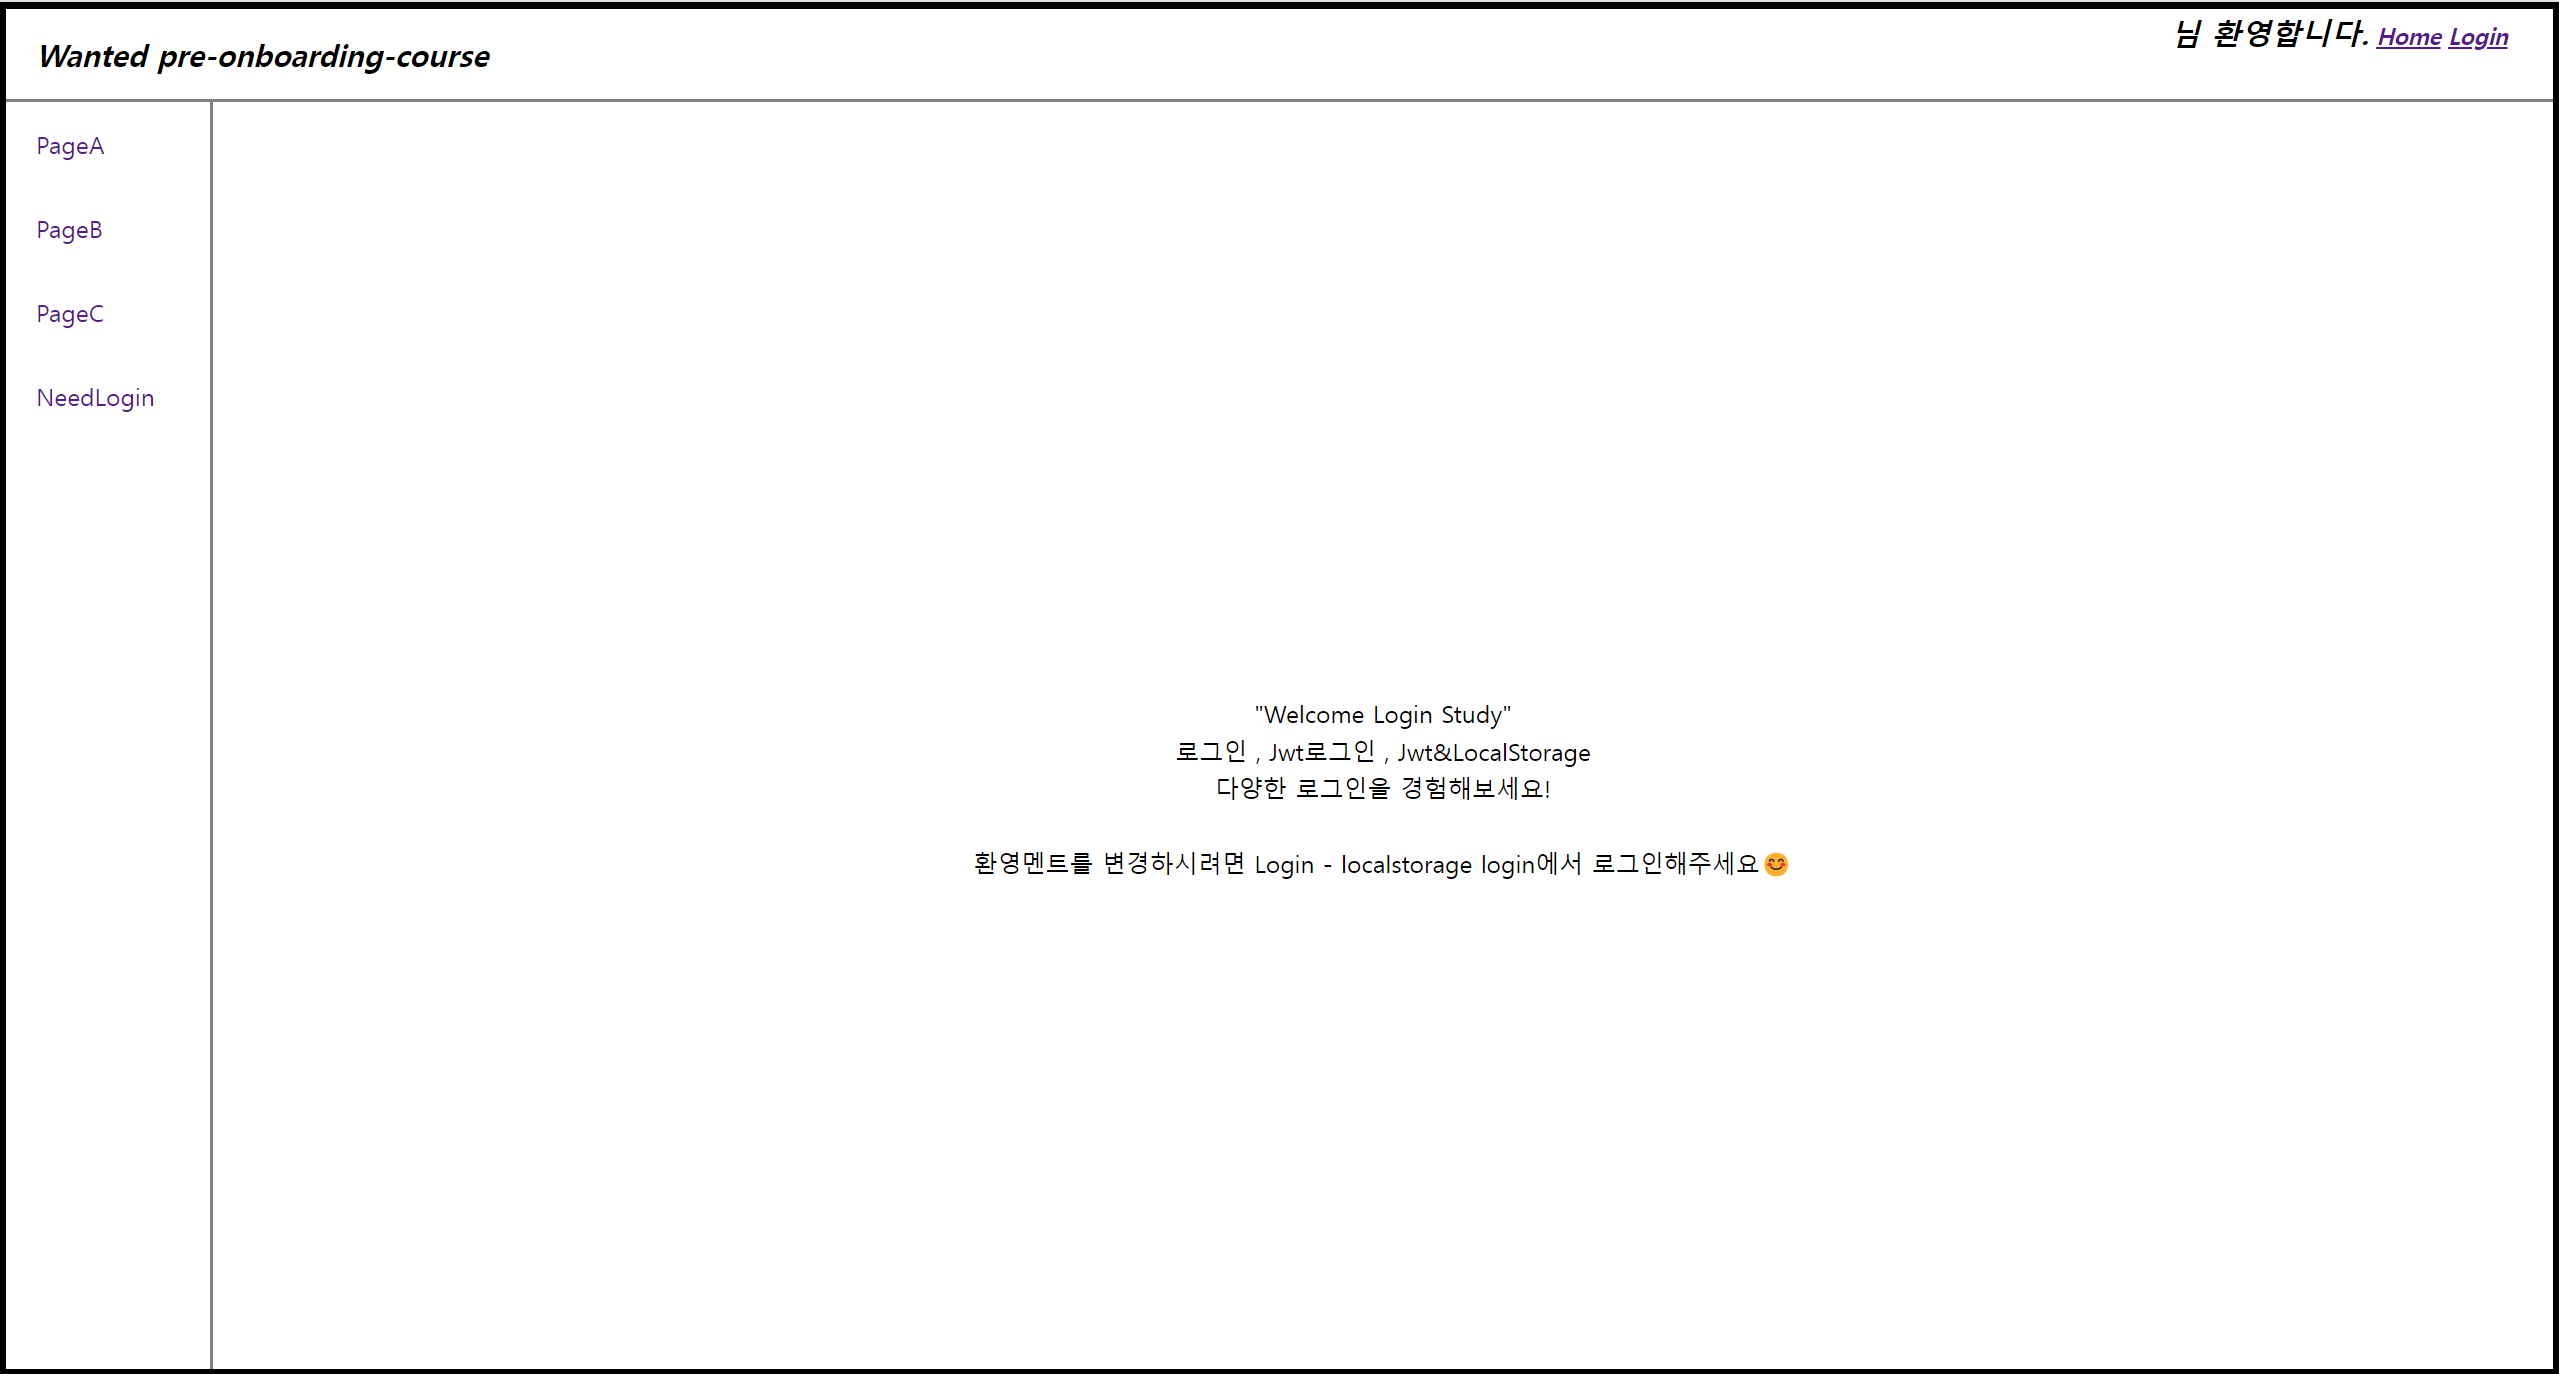 Wanted pre-onboarding-course
님 환영합니다. Home Login
PageA
PageB
PageC
NeedLogin
"Welcome Login Study"
로그인 , Jwt로그인 , Jwt&LocalStorage
다양한 로그인을 경험해보세요!
환영멘트를 변경하시려면 Login - localstorage login에서 로그인해주세요😊